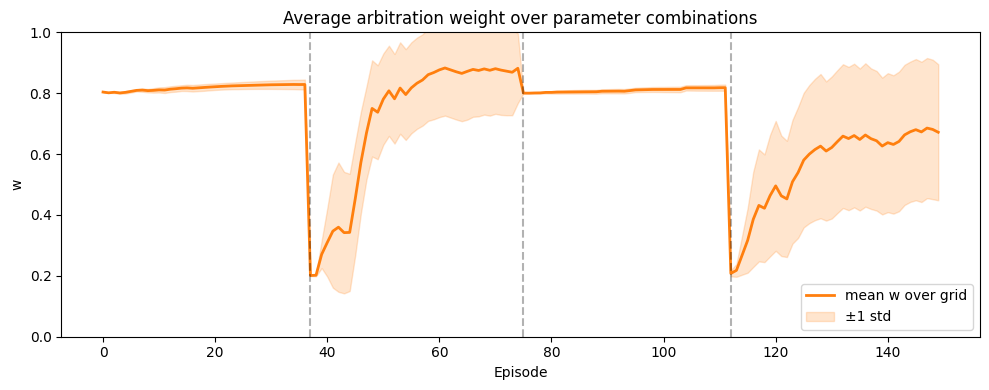 Average arbitration weight over parameter combinations
1.0
0.8
0.6
0.4
0.2
0.0
w
0 20 40 60 80 100 120 140
Episode
mean w over grid
±1 std